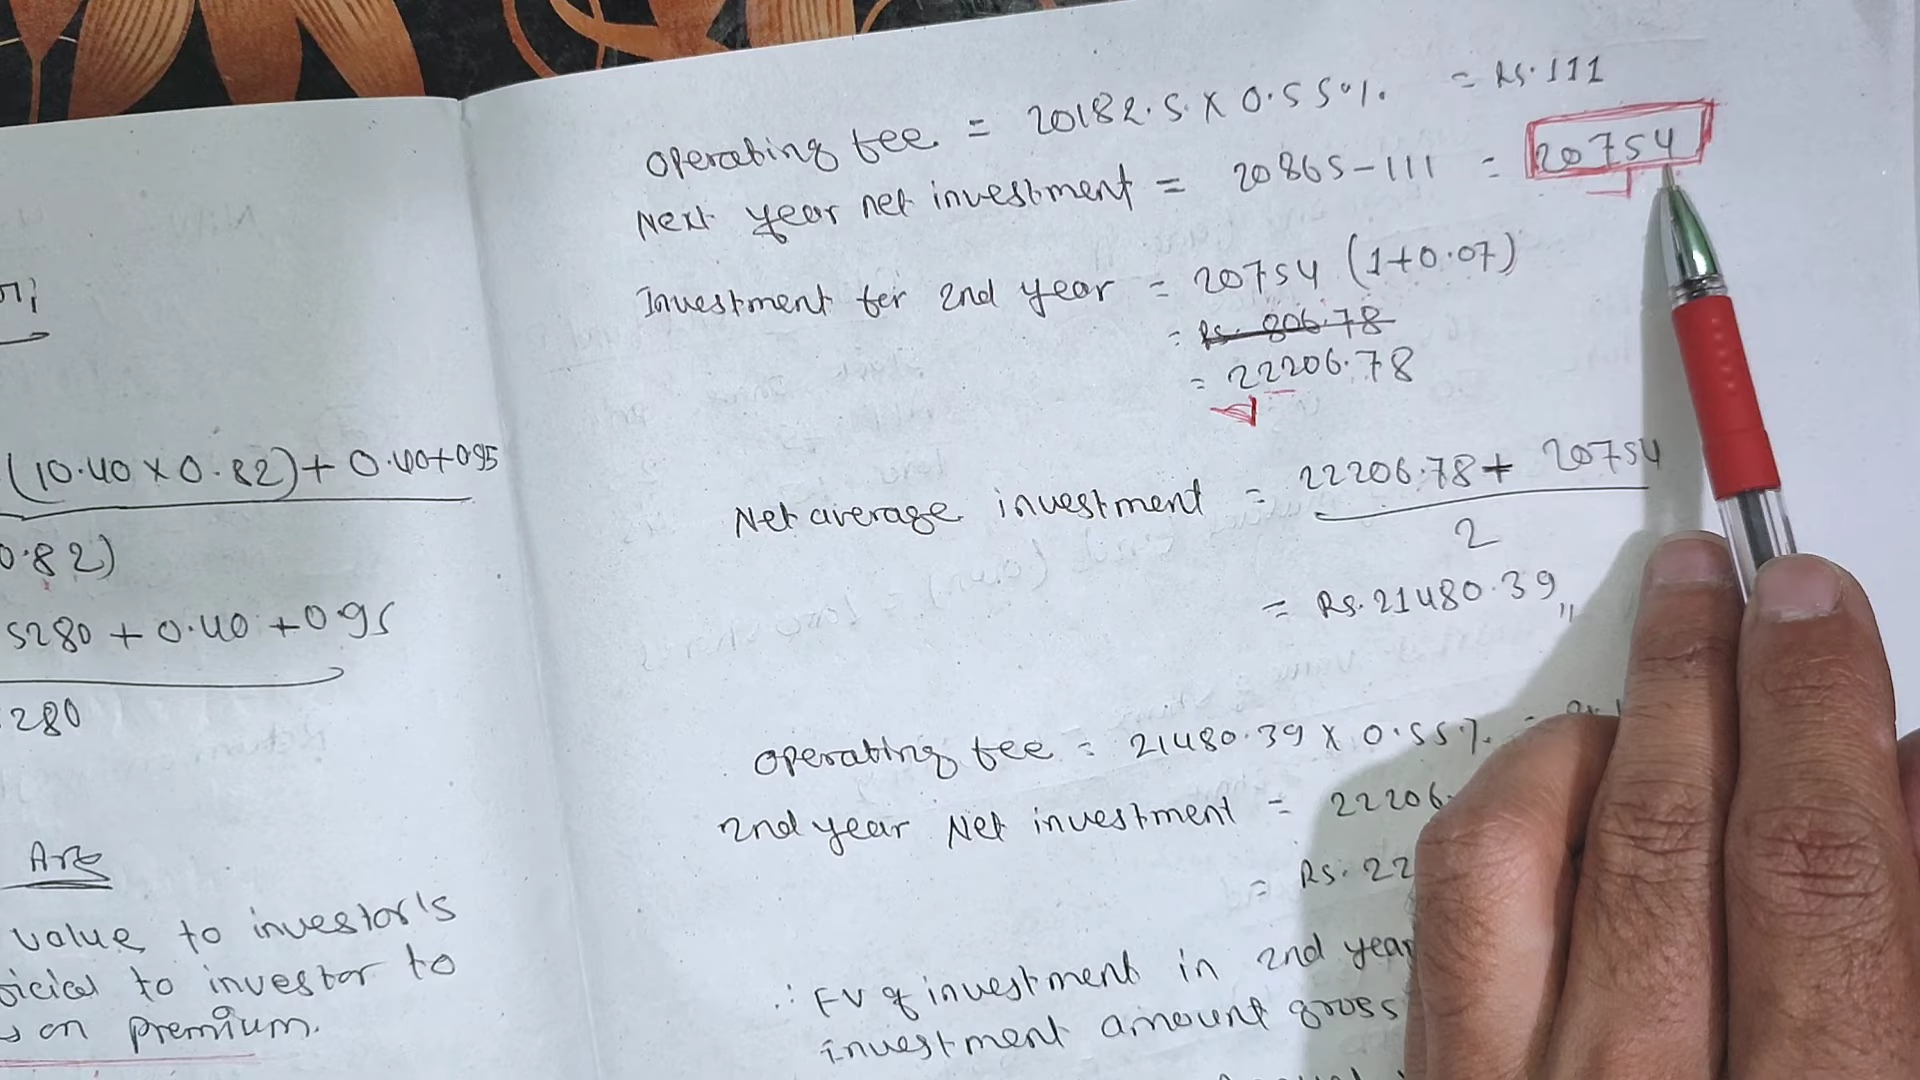 (10.40 X 0.82) + 0.40+0.95
0.82)
5280 + 0.40 + 0.95
280
Ans
value to investor's
to investor to
on premium.
operating fee = 20182.5 X 0.55% = Rs.111
Next year net investment = 20865-111 = 20754
Investment for 2nd year = 20754 (1+0.07)
= Rs. 806.78
= 22206.78
Net average investment = 22206.78 + 20754
2
= Rs.21480.39
operating fee = 21480.39 X 0.55% =
2nd year Net investment = 22206.
= Rs. 22
∴ FV of investment in 2nd year
investment amount gross